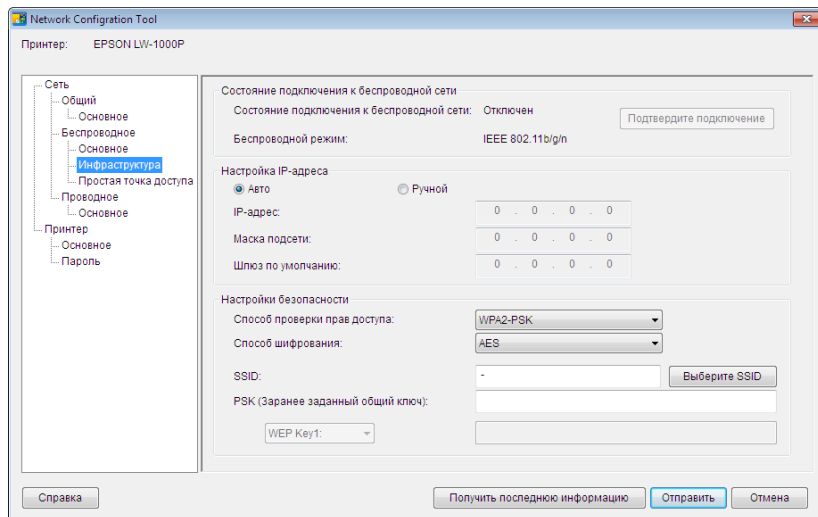 Network Configration Tool
Принтер: EPSON LW-1000P
Сеть
Общий
Основное
Беспроводное
Основное
Инфраструктура
Простая точка доступа
Проводное
Основное
Принтер
Основное
Пароль
Состояние подключения к беспроводной сети
Состояние подключения к беспроводной сети: Отключен
Подтвердите подключение
Беспроводной режим: IEEE 802.11b/g/n
Настройка IP-адреса
Авто Ручной
IP-адрес: 0 . 0 . 0 . 0
Маска подсети: 0 . 0 . 0 . 0
Шлюз по умолчанию: 0 . 0 . 0 . 0
Настройки безопасности
Способ проверки прав доступа: WPA2-PSK
Способ шифрования: AES
SSID: - Выберите SSID
PSK (Заранее заданный общий ключ):
WEP Key1:
Справка Получить последнюю информацию Отправить Отмена